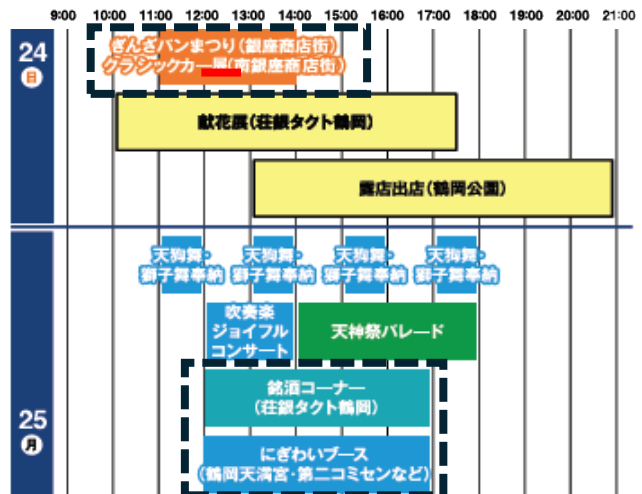 9:00 10:00 11:00 12:00 13:00 14:00 15:00 16:00 17:00 18:00 19:00 20:00 21:00
24
日
ぎんざパンまつり(銀座商店街)
クラシックカー展(南銀座商店街)
献花展(荘銀タクト鶴岡)
露店出店(鶴岡公園)
25
月
天狗舞・
獅子舞奉納
天狗舞・
獅子舞奉納
天狗舞・
獅子舞奉納
天狗舞・
獅子舞奉納
吹奏楽
ジョイフル
コンサート
天神祭パレード
銘酒コーナー
(荘銀タクト鶴岡)
にぎわいブース
(鶴岡天満宮・第二コミセンなど)